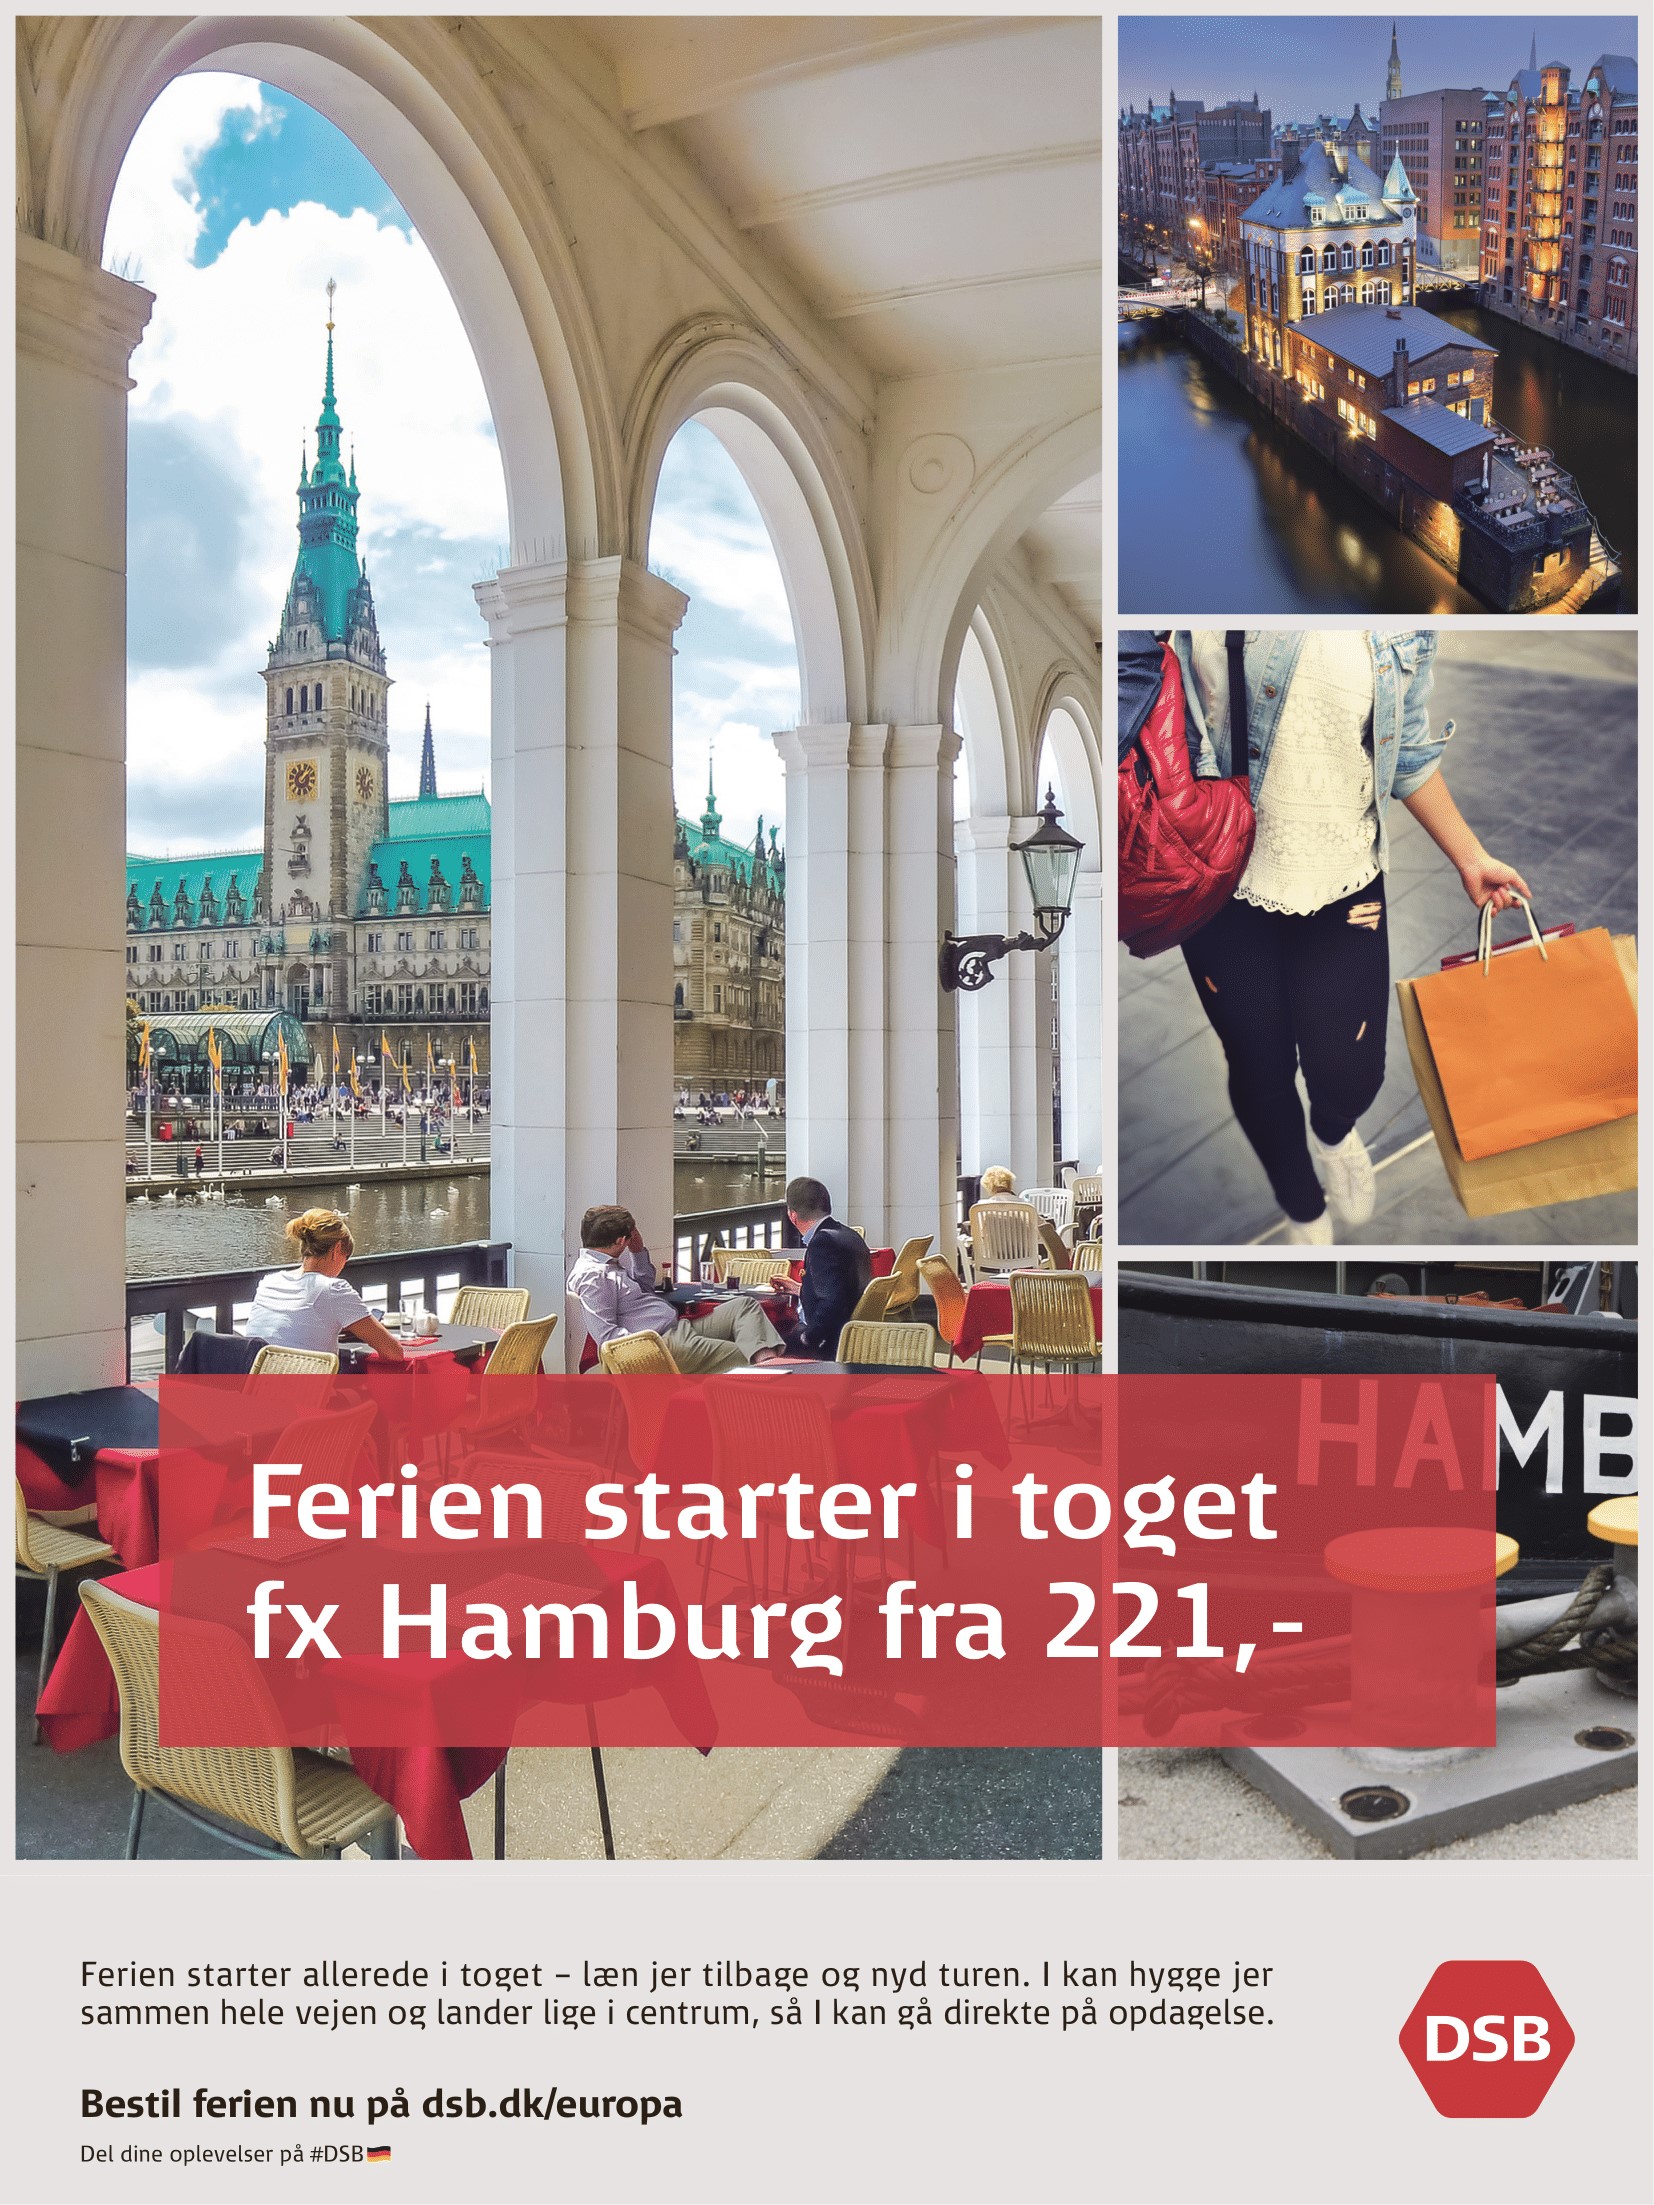 HAMB
Ferien starter i toget
fx Hamburg fra 221,-
Ferien starter allerede i toget – læn jer tilbage og nyd turen. I kan hygge jer
sammen hele vejen og lander lige i centrum, så I kan gå direkte på opdagelse.
DSB
Bestil ferien nu på dsb.dk/europa
Del dine oplevelser på #DSB🇩🇪